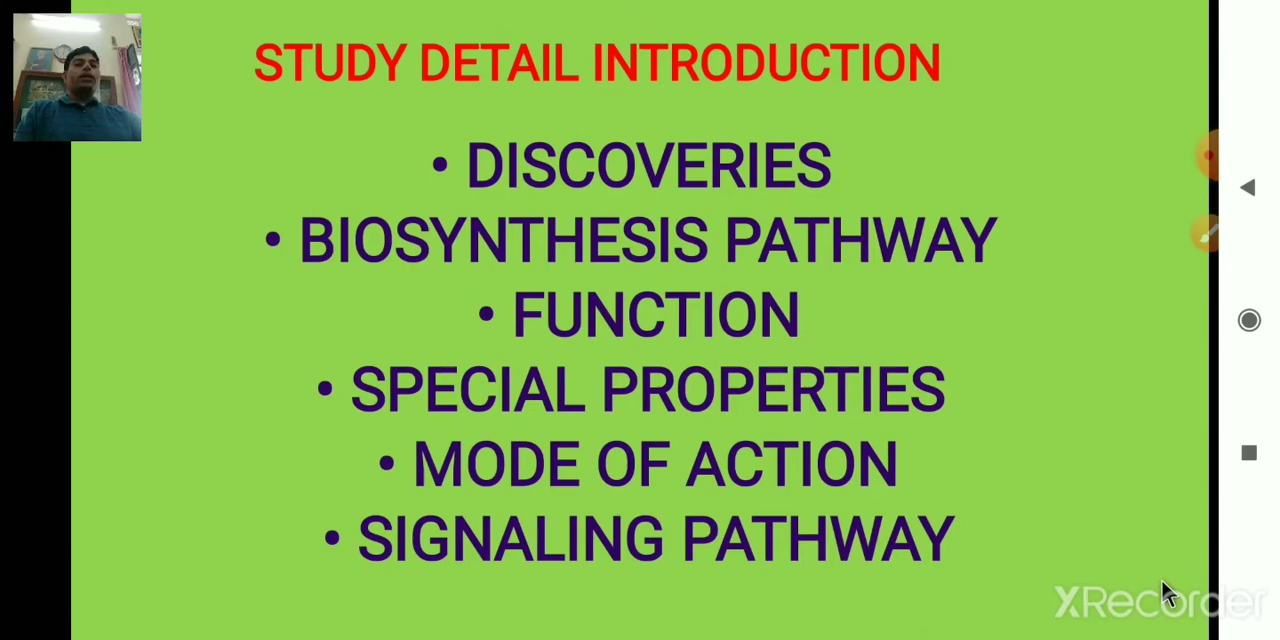 STUDY DETAIL INTRODUCTION
• DISCOVERIES
• BIOSYNTHESIS PATHWAY
• FUNCTION
• SPECIAL PROPERTIES
• MODE OF ACTION
• SIGNALING PATHWAY
XRecorder